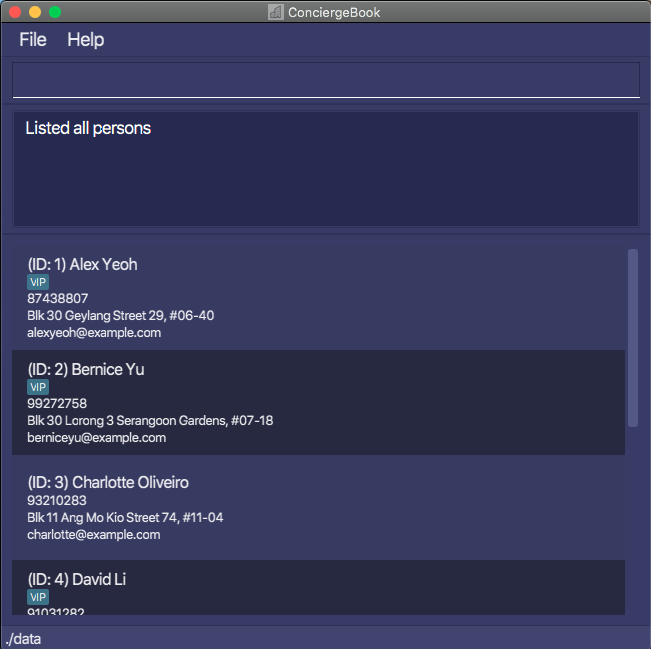 ConciergeBook
File Help
Listed all persons
(ID: 1) Alex Yeoh
VIP
87438807
Blk 30 Geylang Street 29, #06-40
alexyeoh@example.com
(ID: 2) Bernice Yu
VIP
99272758
Blk 30 Lorong 3 Serangoon Gardens, #07-18
berniceyu@example.com
(ID: 3) Charlotte Oliveiro
93210283
Blk 11 Ang Mo Kio Street 74, #11-04
charlotte@example.com
(ID: 4) David Li
VIP
91031282
./data